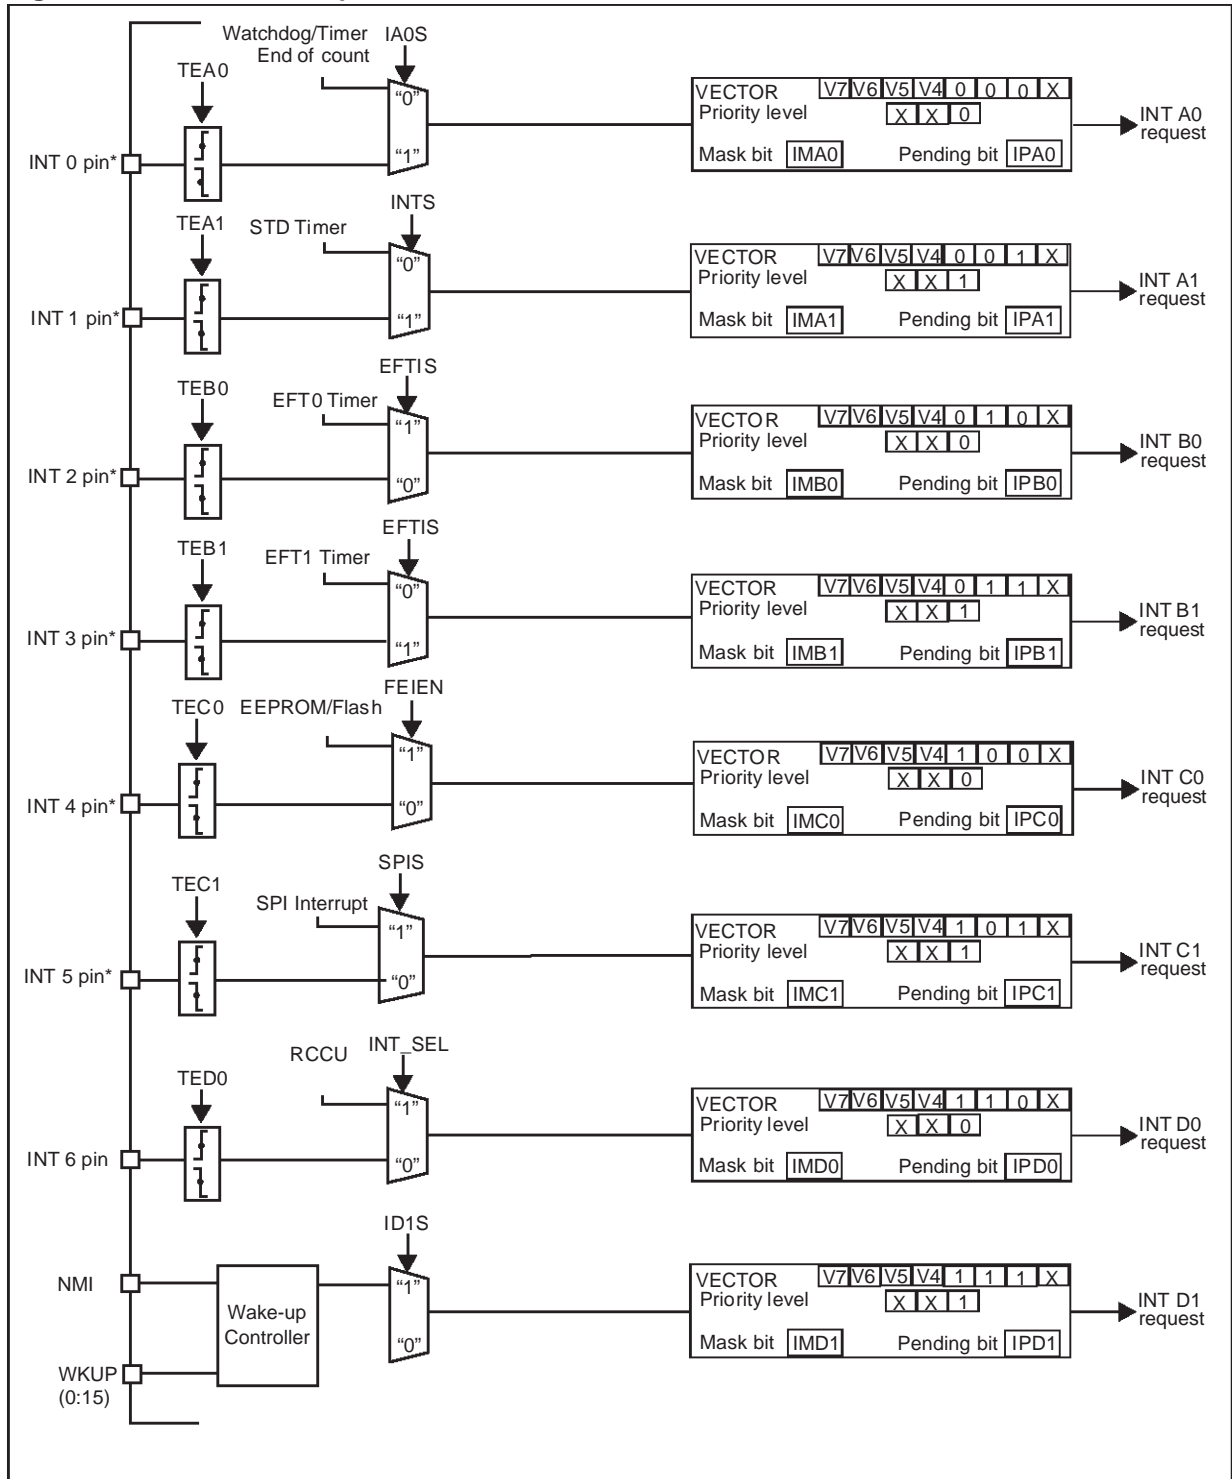 Watchdog/Timer IA0S
End of count
TEA0
"0"
VECTOR V7 V6 V5 V4 0 0 0 X
Priority level X X 0
INT A0
request
INT 0 pin*
"1"
Mask bit IMA0 Pending bit IPA0
TEA1
STD Timer
INTS
"0"
VECTOR V7 V6 V5 V4 0 0 1 X
Priority level X X 1
INT A1
request
INT 1 pin*
"1"
Mask bit IMA1 Pending bit IPA1
TEB0
EFT0 Timer
EFTIS
"1"
VECTOR V7 V6 V5 V4 0 1 0 X
Priority level X X 0
INT B0
request
INT 2 pin*
"0"
Mask bit IMB0 Pending bit IPB0
TEB1
EFT1 Timer
EFTIS
"0"
VECTOR V7 V6 V5 V4 0 1 1 X
Priority level X X 1
INT B1
request
INT 3 pin*
"1"
Mask bit IMB1 Pending bit IPB1
TEC0
EEPROM/Flash
FEIEN
"1"
VECTOR V7 V6 V5 V4 1 0 0 X
Priority level X X 0
INT C0
request
INT 4 pin*
"0"
Mask bit IMC0 Pending bit IPC0
TEC1
SPI Interrupt
SPIS
"1"
VECTOR V7 V6 V5 V4 1 0 1 X
Priority level X X 1
INT C1
request
INT 5 pin*
"0"
Mask bit IMC1 Pending bit IPC1
TED0
RCCU
INT_SEL
"1"
VECTOR V7 V6 V5 V4 1 1 0 X
Priority level X X 0
INT D0
request
INT 6 pin
"0"
Mask bit IMD0 Pending bit IPD0
ID1S
NMI
"1"
VECTOR V7 V6 V5 V4 1 1 1 X
Priority level X X 1
INT D1
request
Wake-up
Controller
"0"
Mask bit IMD1 Pending bit IPD1
WKUP
(0:15)